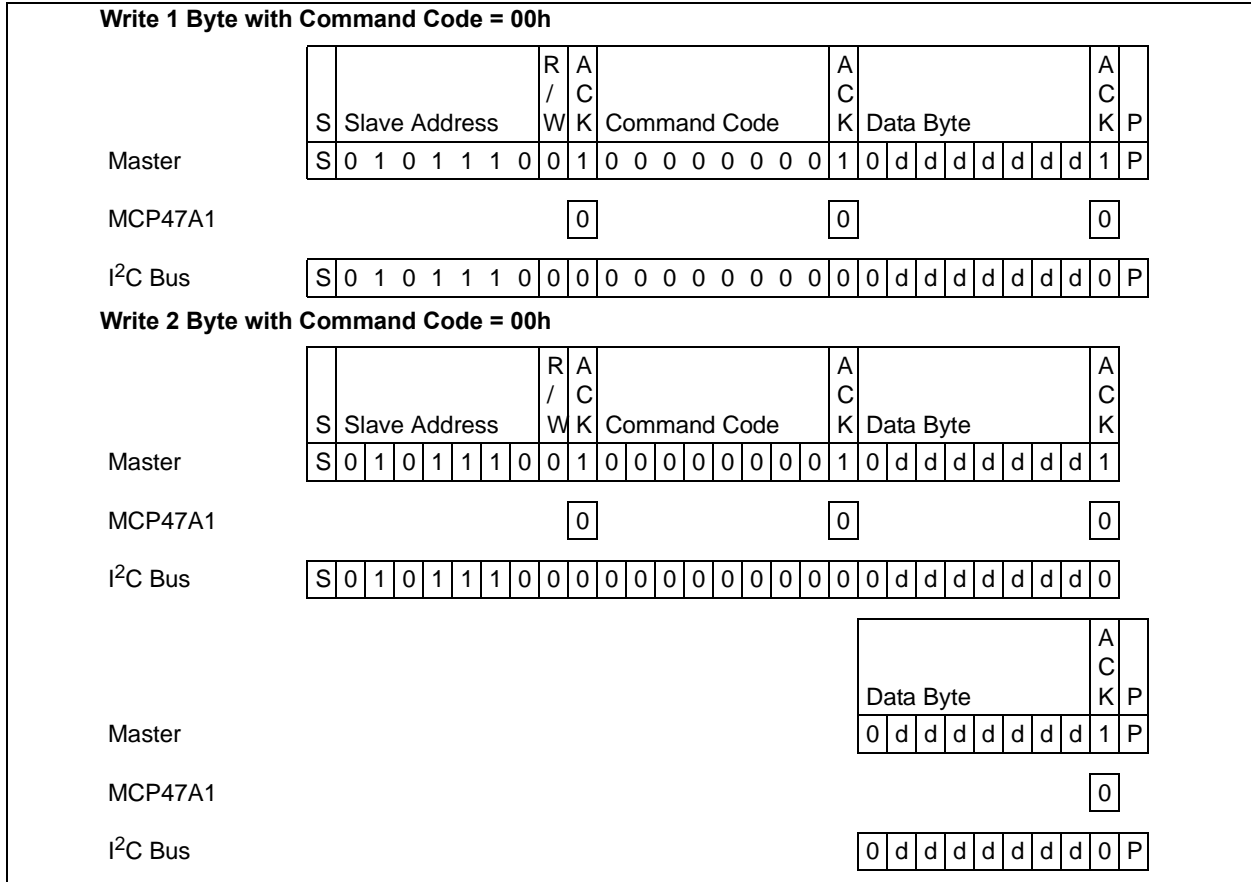 Write 1 Byte with Command Code = 00h
R A A A
/ C C C
S Slave Address W K Command Code K Data Byte K P
Master S 0 1 0 1 1 1 0 0 1 0 0 0 0 0 0 0 0 1 0 d d d d d d d 1 P
MCP47A1 0 0 0
I2C Bus S 0 1 0 1 1 1 0 0 0 0 0 0 0 0 0 0 0 0 0 d d d d d d d 0 P
Write 2 Byte with Command Code = 00h
R A A A
/ C C C
S Slave Address W K Command Code K Data Byte K
Master S 0 1 0 1 1 1 0 0 1 0 0 0 0 0 0 0 0 1 0 d d d d d d d 1
MCP47A1 0 0 0
I2C Bus S 0 1 0 1 1 1 0 0 0 0 0 0 0 0 0 0 0 0 0 d d d d d d d 0
A
C
Data Byte K P
Master 0 d d d d d d d 1 P
MCP47A1 0
I2C Bus 0 d d d d d d d 0 P